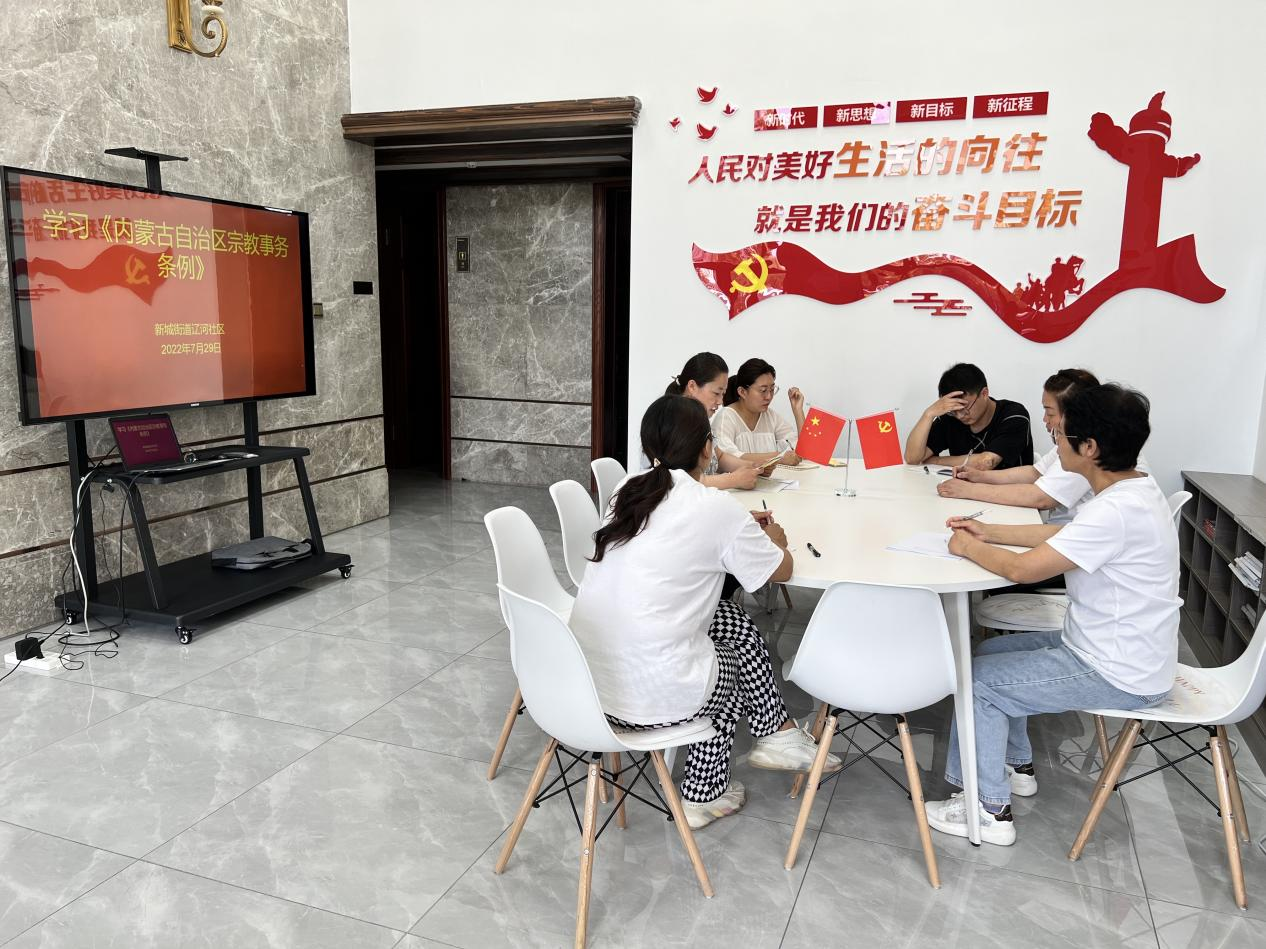 学习《内蒙古自治区宗教事务
条例》
新城街道辽河社区
2022年7月29日
新时代 新思想 新目标 新征程
人民对美好生活的向往
就是我们的奋斗目标